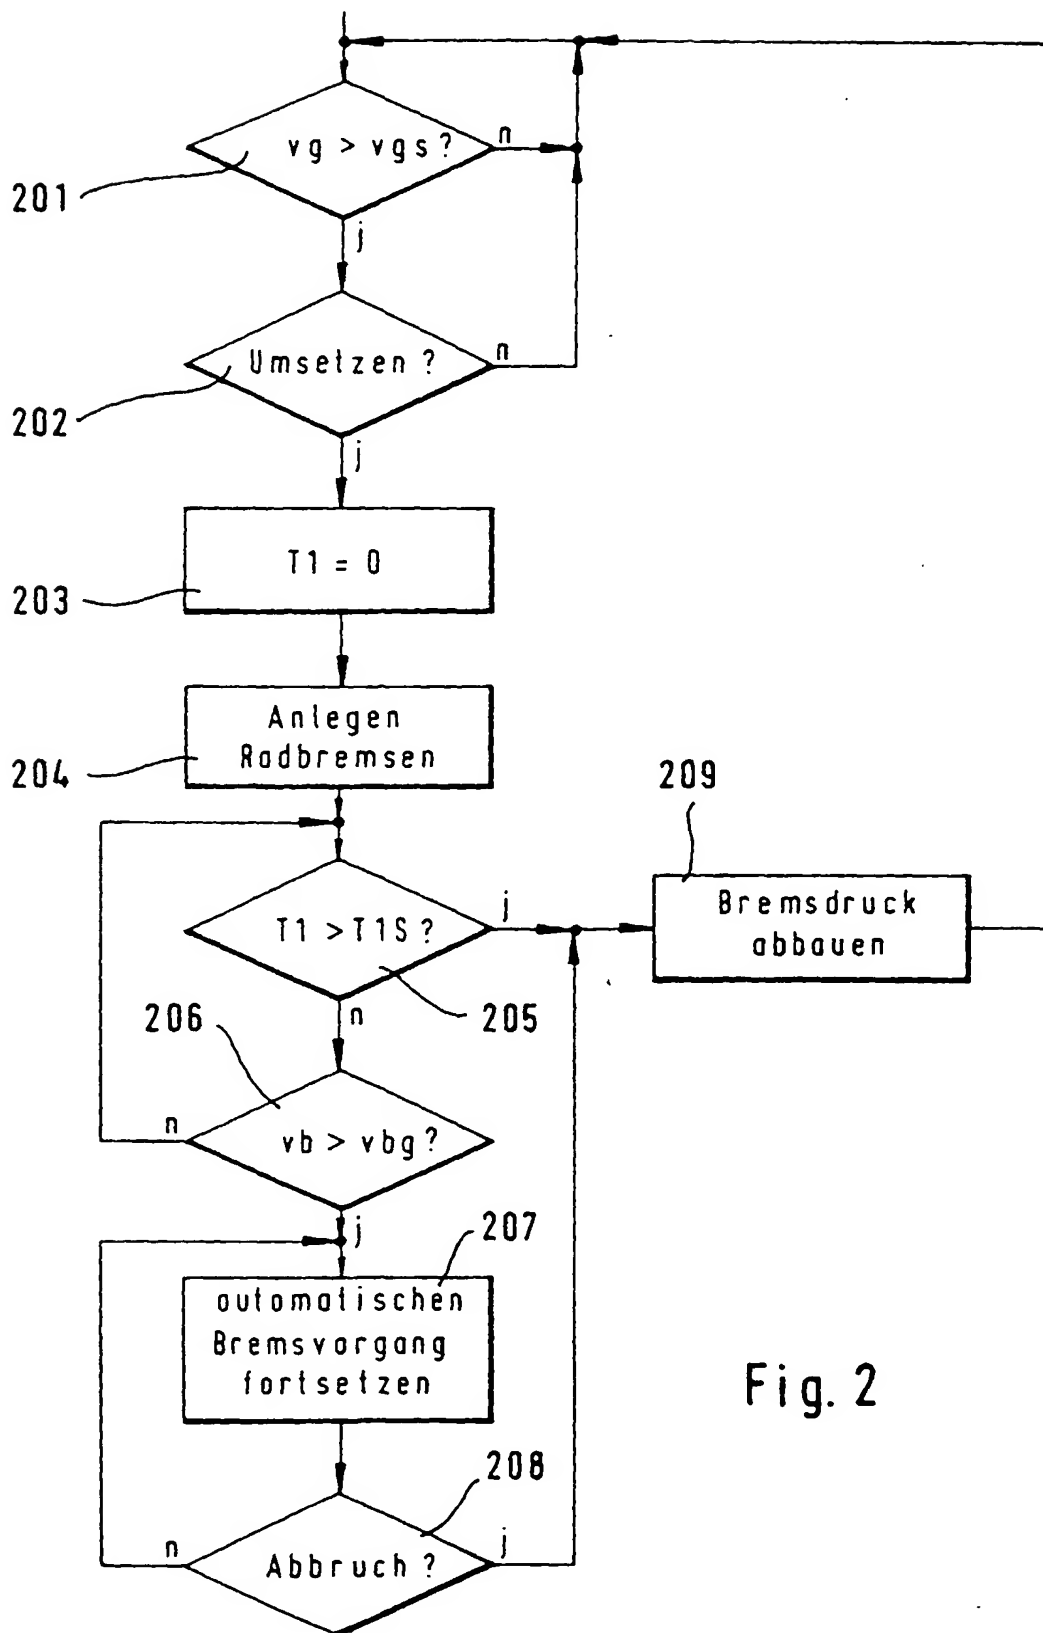 vg > vgs ?
n
201
j
Umsetzen ?
n
202
j
T1 = 0
203
Anlegen
Radbremsen
204
209
T1 > T1S ?
j
Bremsdruck
abbauen
206
n
205
n
vb > vbg ?
j
207
automatischen
Bremsvorgang
fortsetzen
Fig. 2
208
n
Abbruch ?
j